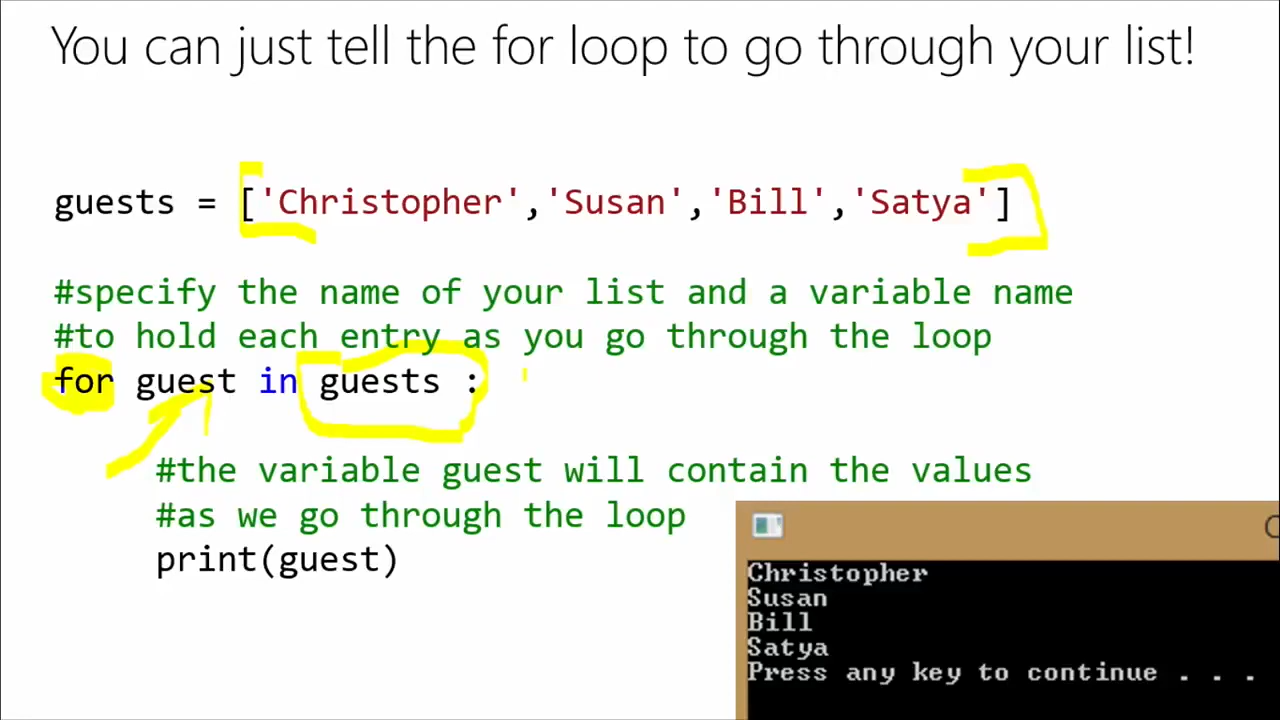 You can just tell the for loop to go through your list!
guests = ['Christopher','Susan','Bill','Satya']
#specify the name of your list and a variable name
#to hold each entry as you go through the loop
for guest in guests :
#the variable guest will contain the values
#as we go through the loop
print(guest)
Christopher
Susan
Bill
Satya
Press any key to continue . . .